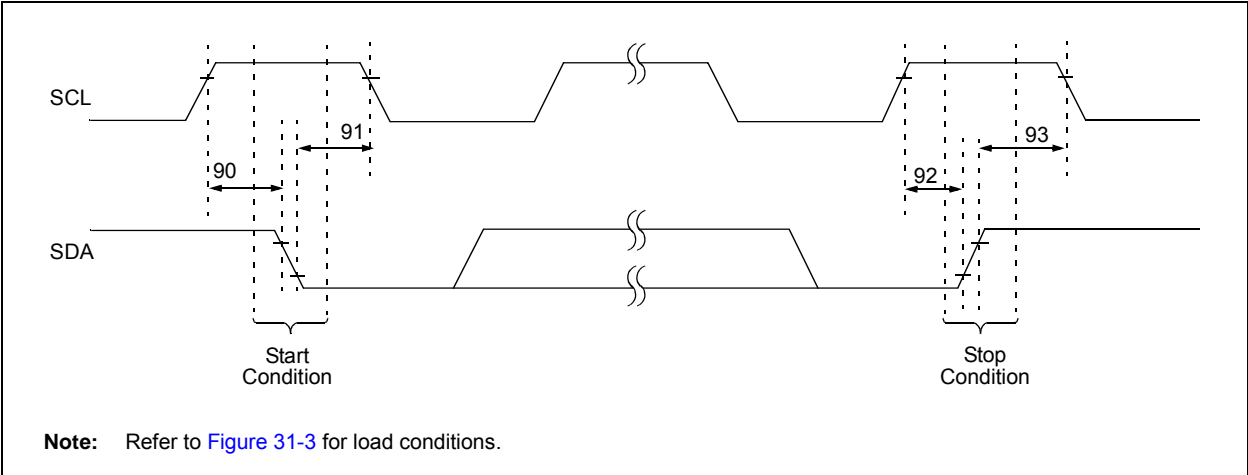 SCL
91
93
90
92
SDA
Start
Condition
Stop
Condition
Note: Refer to Figure 31-3 for load conditions.